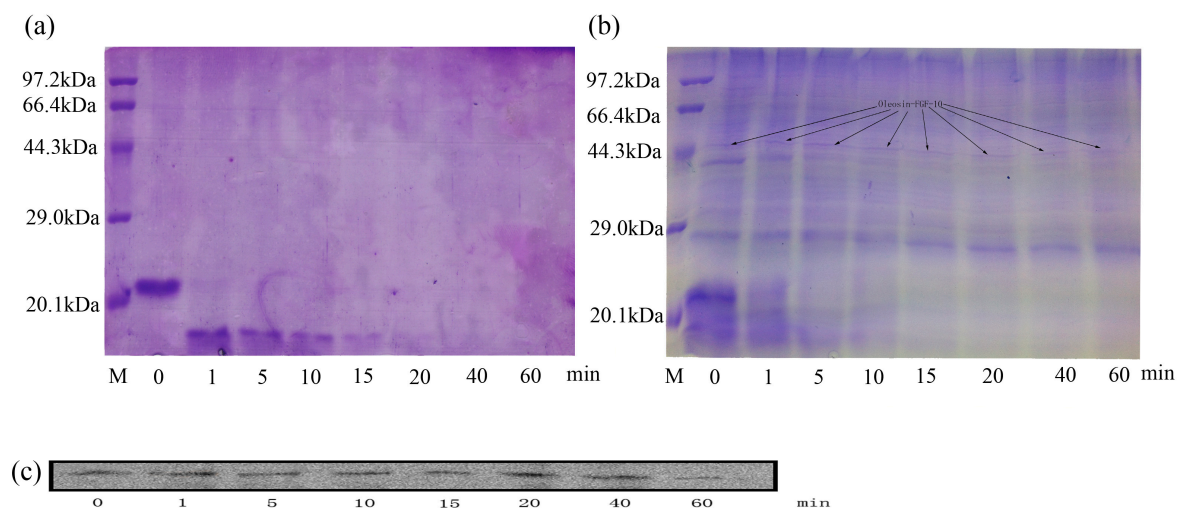 (a)
97.2kDa
66.4kDa
44.3kDa
29.0kDa
20.1kDa
M 0 1 5 10 15 20 40 60 min
(b)
97.2kDa
66.4kDa
44.3kDa
29.0kDa
20.1kDa
Oleosin-FGF-10
M 0 1 5 10 15 20 40 60 min
(c)
0 1 5 10 15 20 40 60 min